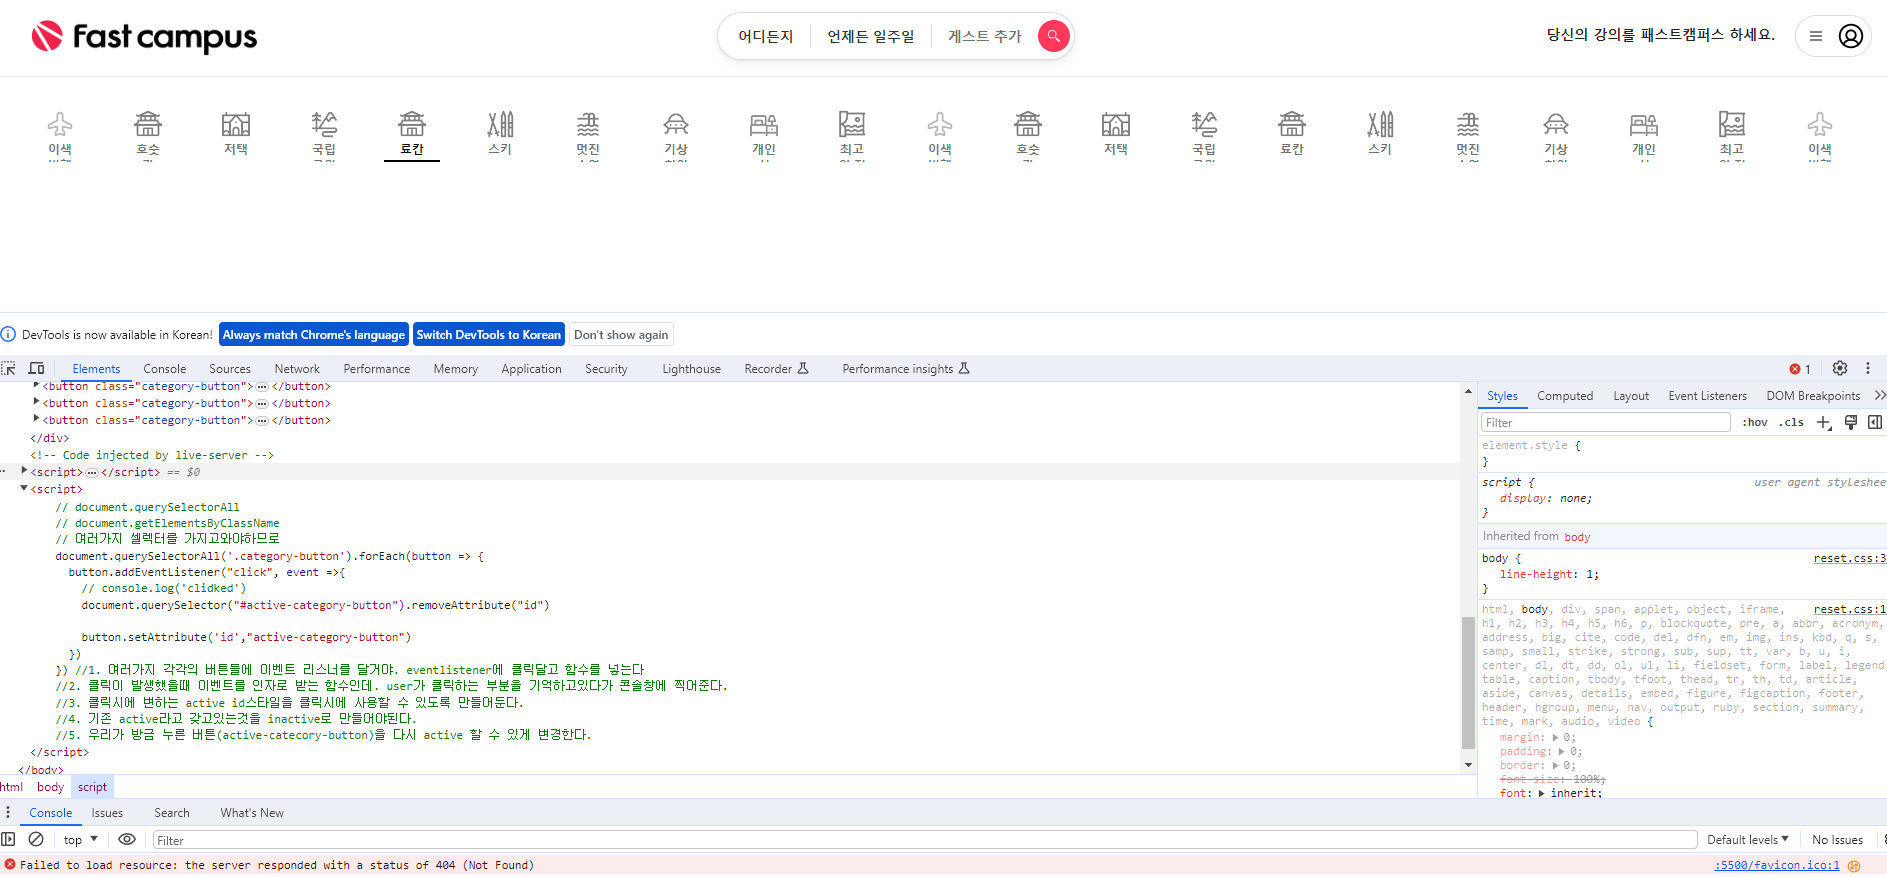 Fast campus
어디든지 언제든 일주일 게스트 추가
당신의 강의를 패스트캠퍼스 하세요.
이색 호숫 저택 국립 료칸 스키 멋진 기상 개인 최고 이색 호숫 저택 국립 료칸 스키 멋진 기상 개인 최고 이색
DevTools is now available in Korean! Always match Chrome's language Switch DevTools to Korean Don't show again
Elements Console Sources Network Performance Memory Application Security Lighthouse Recorder Performance insights 1
<button class="category-button">…</button>
<button class="category-button">…</button>
<button class="category-button">…</button>
</div>
<!-- Code injected by live-server -->
<script>…</script> == $0
<script>
// document.querySelectorAll
// document.getElementsByClassName
// 여러가지 셀렉터를 가지고와야하므로
document.querySelectorAll('.category-button').forEach(button => {
button.addEventListener("click", event =>{
// console.log('clidked')
document.querySelector("#active-category-button").removeAttribute("id")
button.setAttribute('id',"active-category-button")
})
}) //1. 여러가지 각각의 버튼들에 이벤트 리스너를 달거야. eventlistener에 클릭달고 함수를 넣는다
//2. 클릭이 발생했을때 이벤트를 인자로 받는 함수인데. user가 클릭하는 부분을 기억하고있다가 콘솔창에 찍어준다.
//3. 클릭시에 변하는 active id스타일을 클릭시에 사용할 수 있도록 만들어둔다.
//4. 기존 active라고 갖고있는것을 inactive로 만들어야된다.
//5. 우리가 방금 누른 버튼(active-catecory-button)을 다시 active 할 수 있게 변경한다.
</script>
</body>
html body script
Styles Computed Layout Event Listeners DOM Breakpoints
Filter :hov .cls
element.style {
}
script { user agent styleshee
display: none;
}
Inherited from body
body { reset.css:3
line-height: 1;
}
html, body, div, span, applet, object, iframe, reset.css:1
h1, h2, h3, h4, h5, h6, p, blockquote, pre, a, abbr, acronym,
address, big, cite, code, del, dfn, em, img, ins, kbd, q, s,
samp, small, strike, strong, sub, sup, tt, var, b, u, i,
center, dl, dt, dd, ol, ul, li, fieldset, form, label, legend,
table, caption, tbody, tfoot, thead, tr, th, td, article,
aside, canvas, details, embed, figure, figcaption, footer,
header, hgroup, menu, nav, output, ruby, section, summary,
time, mark, audio, video {
margin: 0;
padding: 0;
border: 0;
font-size: 100%;
font: inherit;
Console Issues Search What's New
top Filter Default levels No Issues
Failed to load resource: the server responded with a status of 404 (Not Found) :5500/favicon.ico:1